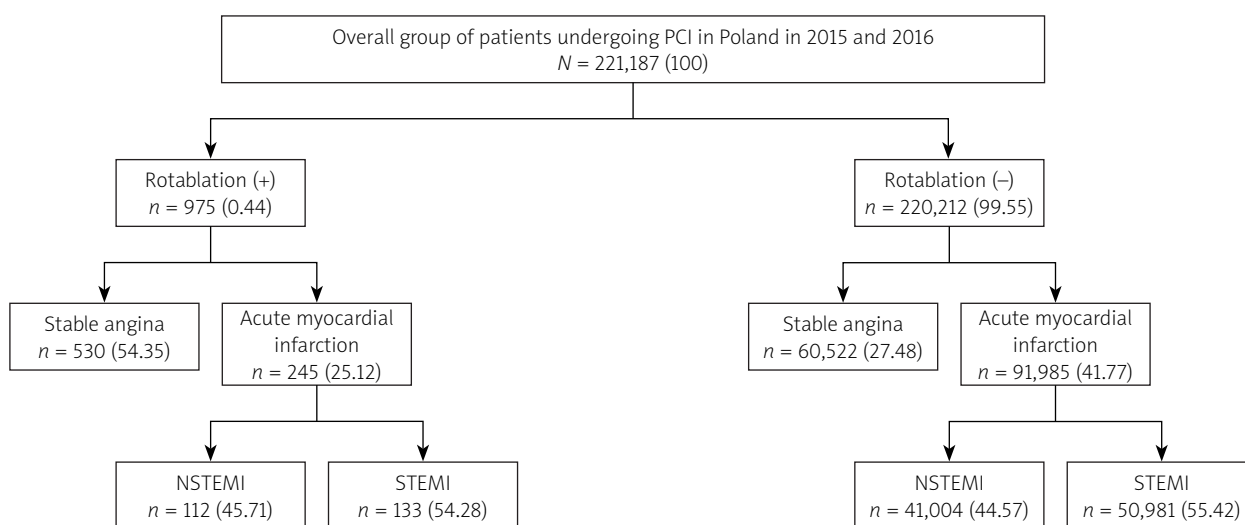 Overall group of patients undergoing PCI in Poland in 2015 and 2016
N = 221,187 (100)
Rotablation (+)
n = 975 (0.44)
Rotablation (–)
n = 220,212 (99.55)
Stable angina
n = 530 (54.35)
Acute myocardial
infarction
n = 245 (25.12)
Stable angina
n = 60,522 (27.48)
Acute myocardial
infarction
n = 91,985 (41.77)
NSTEMI
n = 112 (45.71)
STEMI
n = 133 (54.28)
NSTEMI
n = 41,004 (44.57)
STEMI
n = 50,981 (55.42)